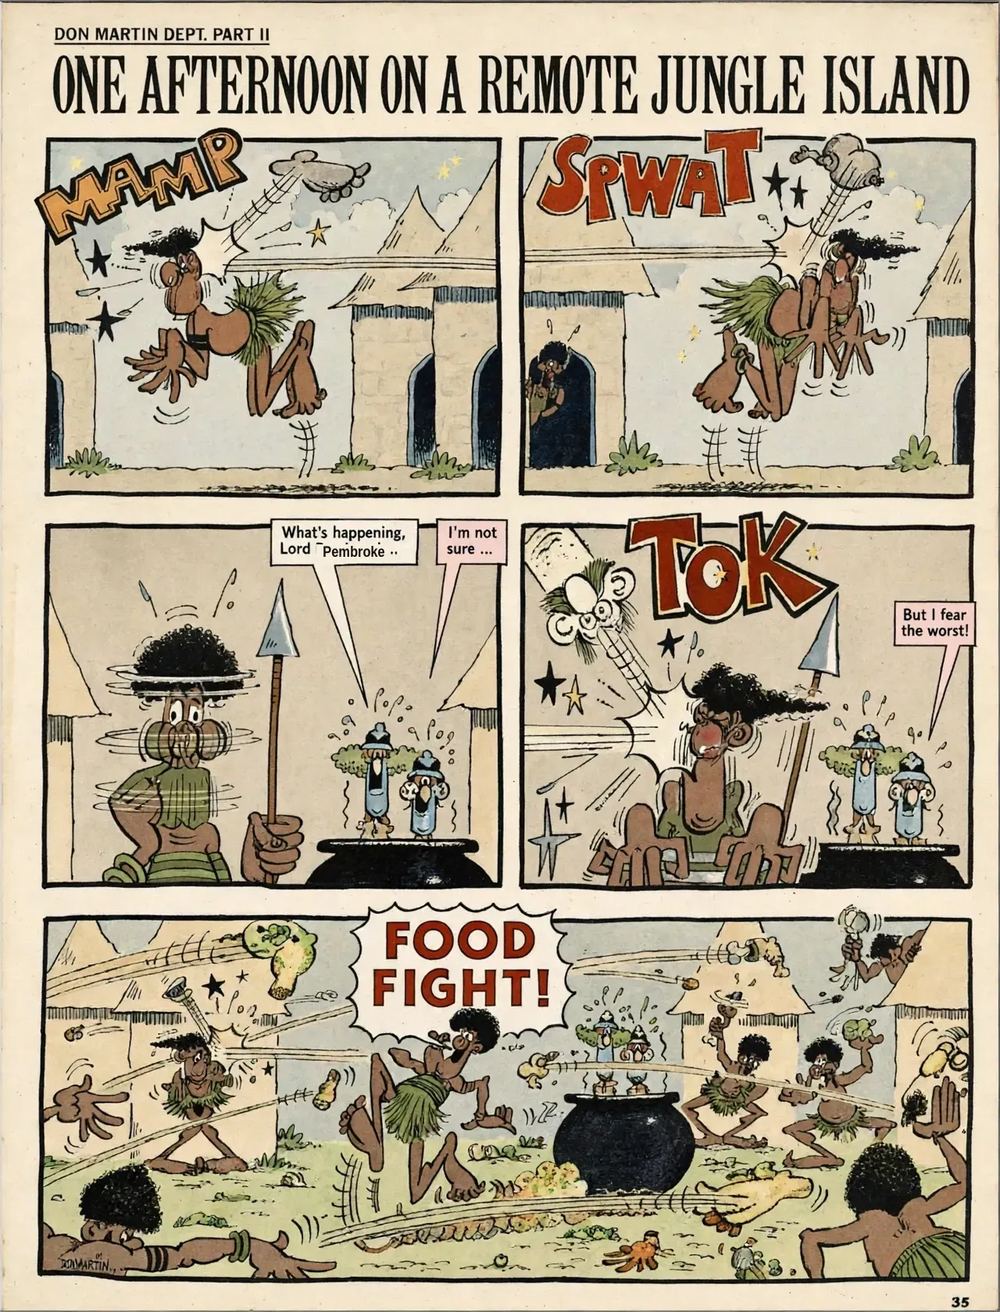 DON MARTIN DEPT. PART II
ONE AFTERNOON ON A REMOTE JUNGLE ISLAND
MAMP
SPWAT
What's happening,
Lord Pembroke ..
I'm not
sure ...
TOK
But I fear
the worst!
FOOD
FIGHT!
DON MARTIN
35